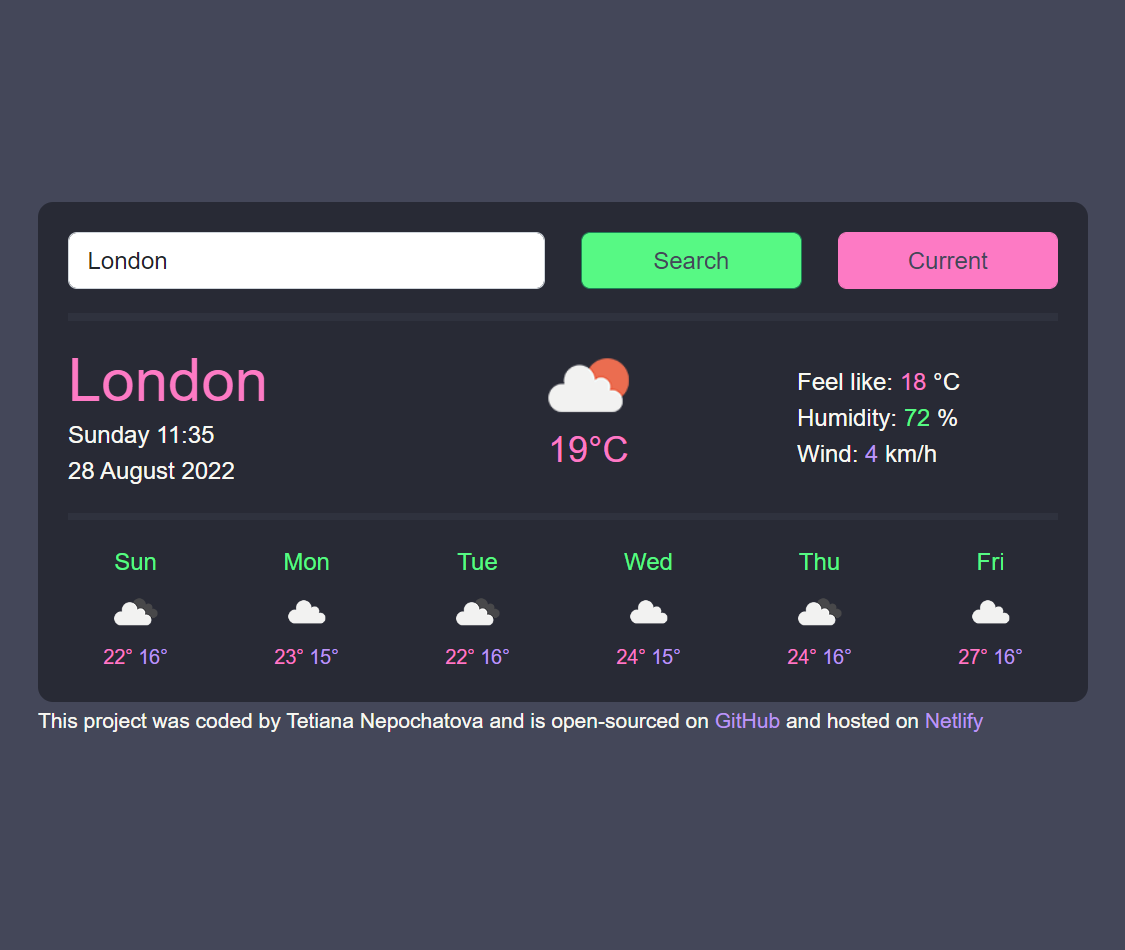 London
Search
Current
London
Sunday 11:35
28 August 2022
19°C
Feel like: 18 °C
Humidity: 72 %
Wind: 4 km/h
Sun
Mon
Tue
Wed
Thu
Fri
22° 16°
23° 15°
22° 16°
24° 15°
24° 16°
27° 16°
This project was coded by Tetiana Nepochatova and is open-sourced on GitHub and hosted on Netlify